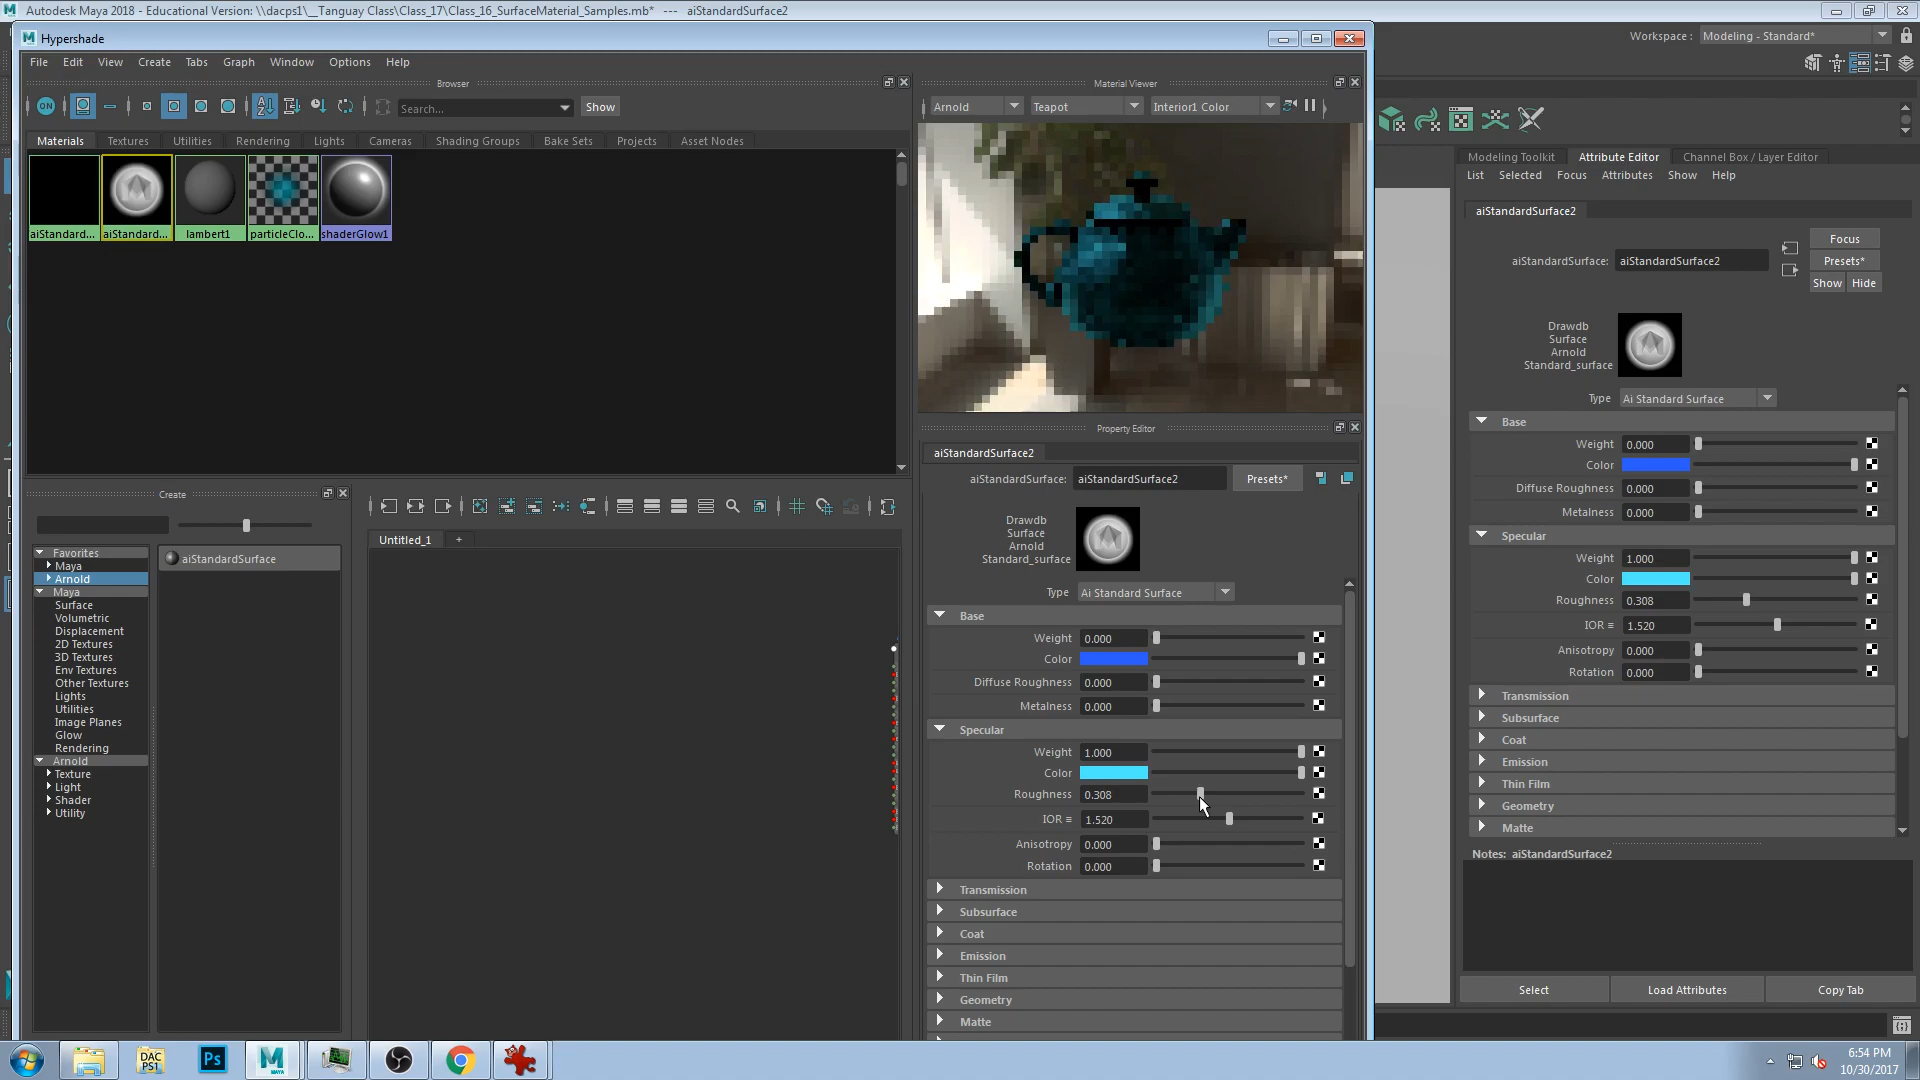 Autodesk Maya 2018 - Educational Version: \\dacps1\__Tanguay Class\Class_17\Class_16_SurfaceMaterial_Samples.mb* --- aiStandardSurface2
Workspace : Modeling - Standard*
Hypershade
File Edit View Create Tabs Graph Window Options Help
Browser
ON Search... Show
Materials Textures Utilities Rendering Lights Cameras Shading Groups Bake Sets Projects Asset Nodes
aiStandard... aiStandard... lambert1 particleClo... shaderGlow1
Material Viewer
Arnold Teapot Interior1 Color
Property Editor
aiStandardSurface2
aiStandardSurface: aiStandardSurface2 Presets*
Drawdb
Surface
Arnold
Standard_surface
Type Ai Standard Surface
Base
Weight 0.000
Color
Diffuse Roughness 0.000
Metalness 0.000
Specular
Weight 1.000
Color
Roughness 0.308
IOR 1.520
Anisotropy 0.000
Rotation 0.000
Transmission
Subsurface
Coat
Emission
Thin Film
Geometry
Matte
Create
Favorites
Maya
Arnold
Maya
Surface
Volumetric
Displacement
2D Textures
3D Textures
Env Textures
Other Textures
Lights
Utilities
Image Planes
Glow
Rendering
Arnold
Texture
Light
Shader
Utility
aiStandardSurface
Untitled_1 +
Modeling Toolkit Attribute Editor Channel Box / Layer Editor
List Selected Focus Attributes Show Help
aiStandardSurface2
aiStandardSurface: aiStandardSurface2
Focus
Presets*
Show Hide
Drawdb
Surface
Arnold
Standard_surface
Type Ai Standard Surface
Base
Weight 0.000
Color
Diffuse Roughness 0.000
Metalness 0.000
Specular
Weight 1.000
Color
Roughness 0.308
IOR 1.520
Anisotropy 0.000
Rotation 0.000
Transmission
Subsurface
Coat
Emission
Thin Film
Geometry
Matte
Notes: aiStandardSurface2
Select Load Attributes Copy Tab
DAC
PS1
Ps
MAYA
6:54 PM
10/30/2017